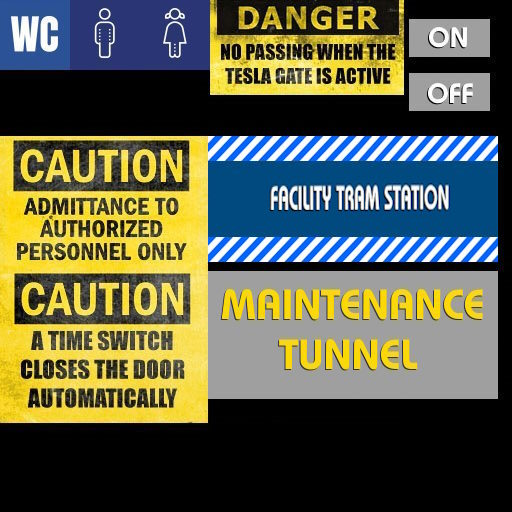 WC
DANGER
NO PASSING WHEN THE
TESLA GATE IS ACTIVE
ON
OFF
CAUTION
ADMITTANCE TO
AUTHORIZED
PERSONNEL ONLY
FACILITY TRAM STATION
CAUTION
A TIME SWITCH
CLOSES THE DOOR
AUTOMATICALLY
MAINTENANCE
TUNNEL